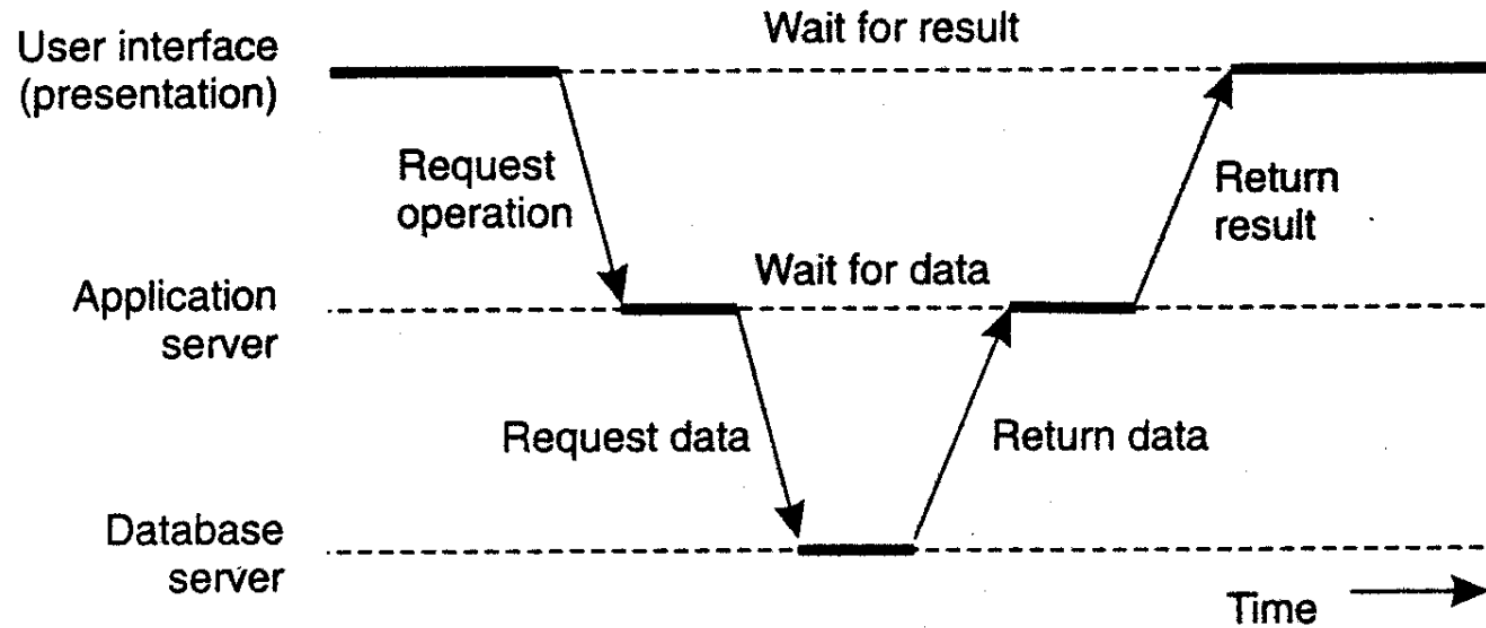 User interface
(presentation)
Wait for result
Request
operation
Return
result
Application
server
Wait for data
Request data
Return data
Database
server
Time